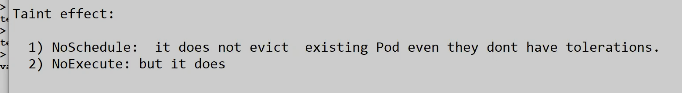 Taint effect:
1) NoSchedule:  it does not evict  existing Pod even they dont have tolerations.
2) NoExecute: but it does